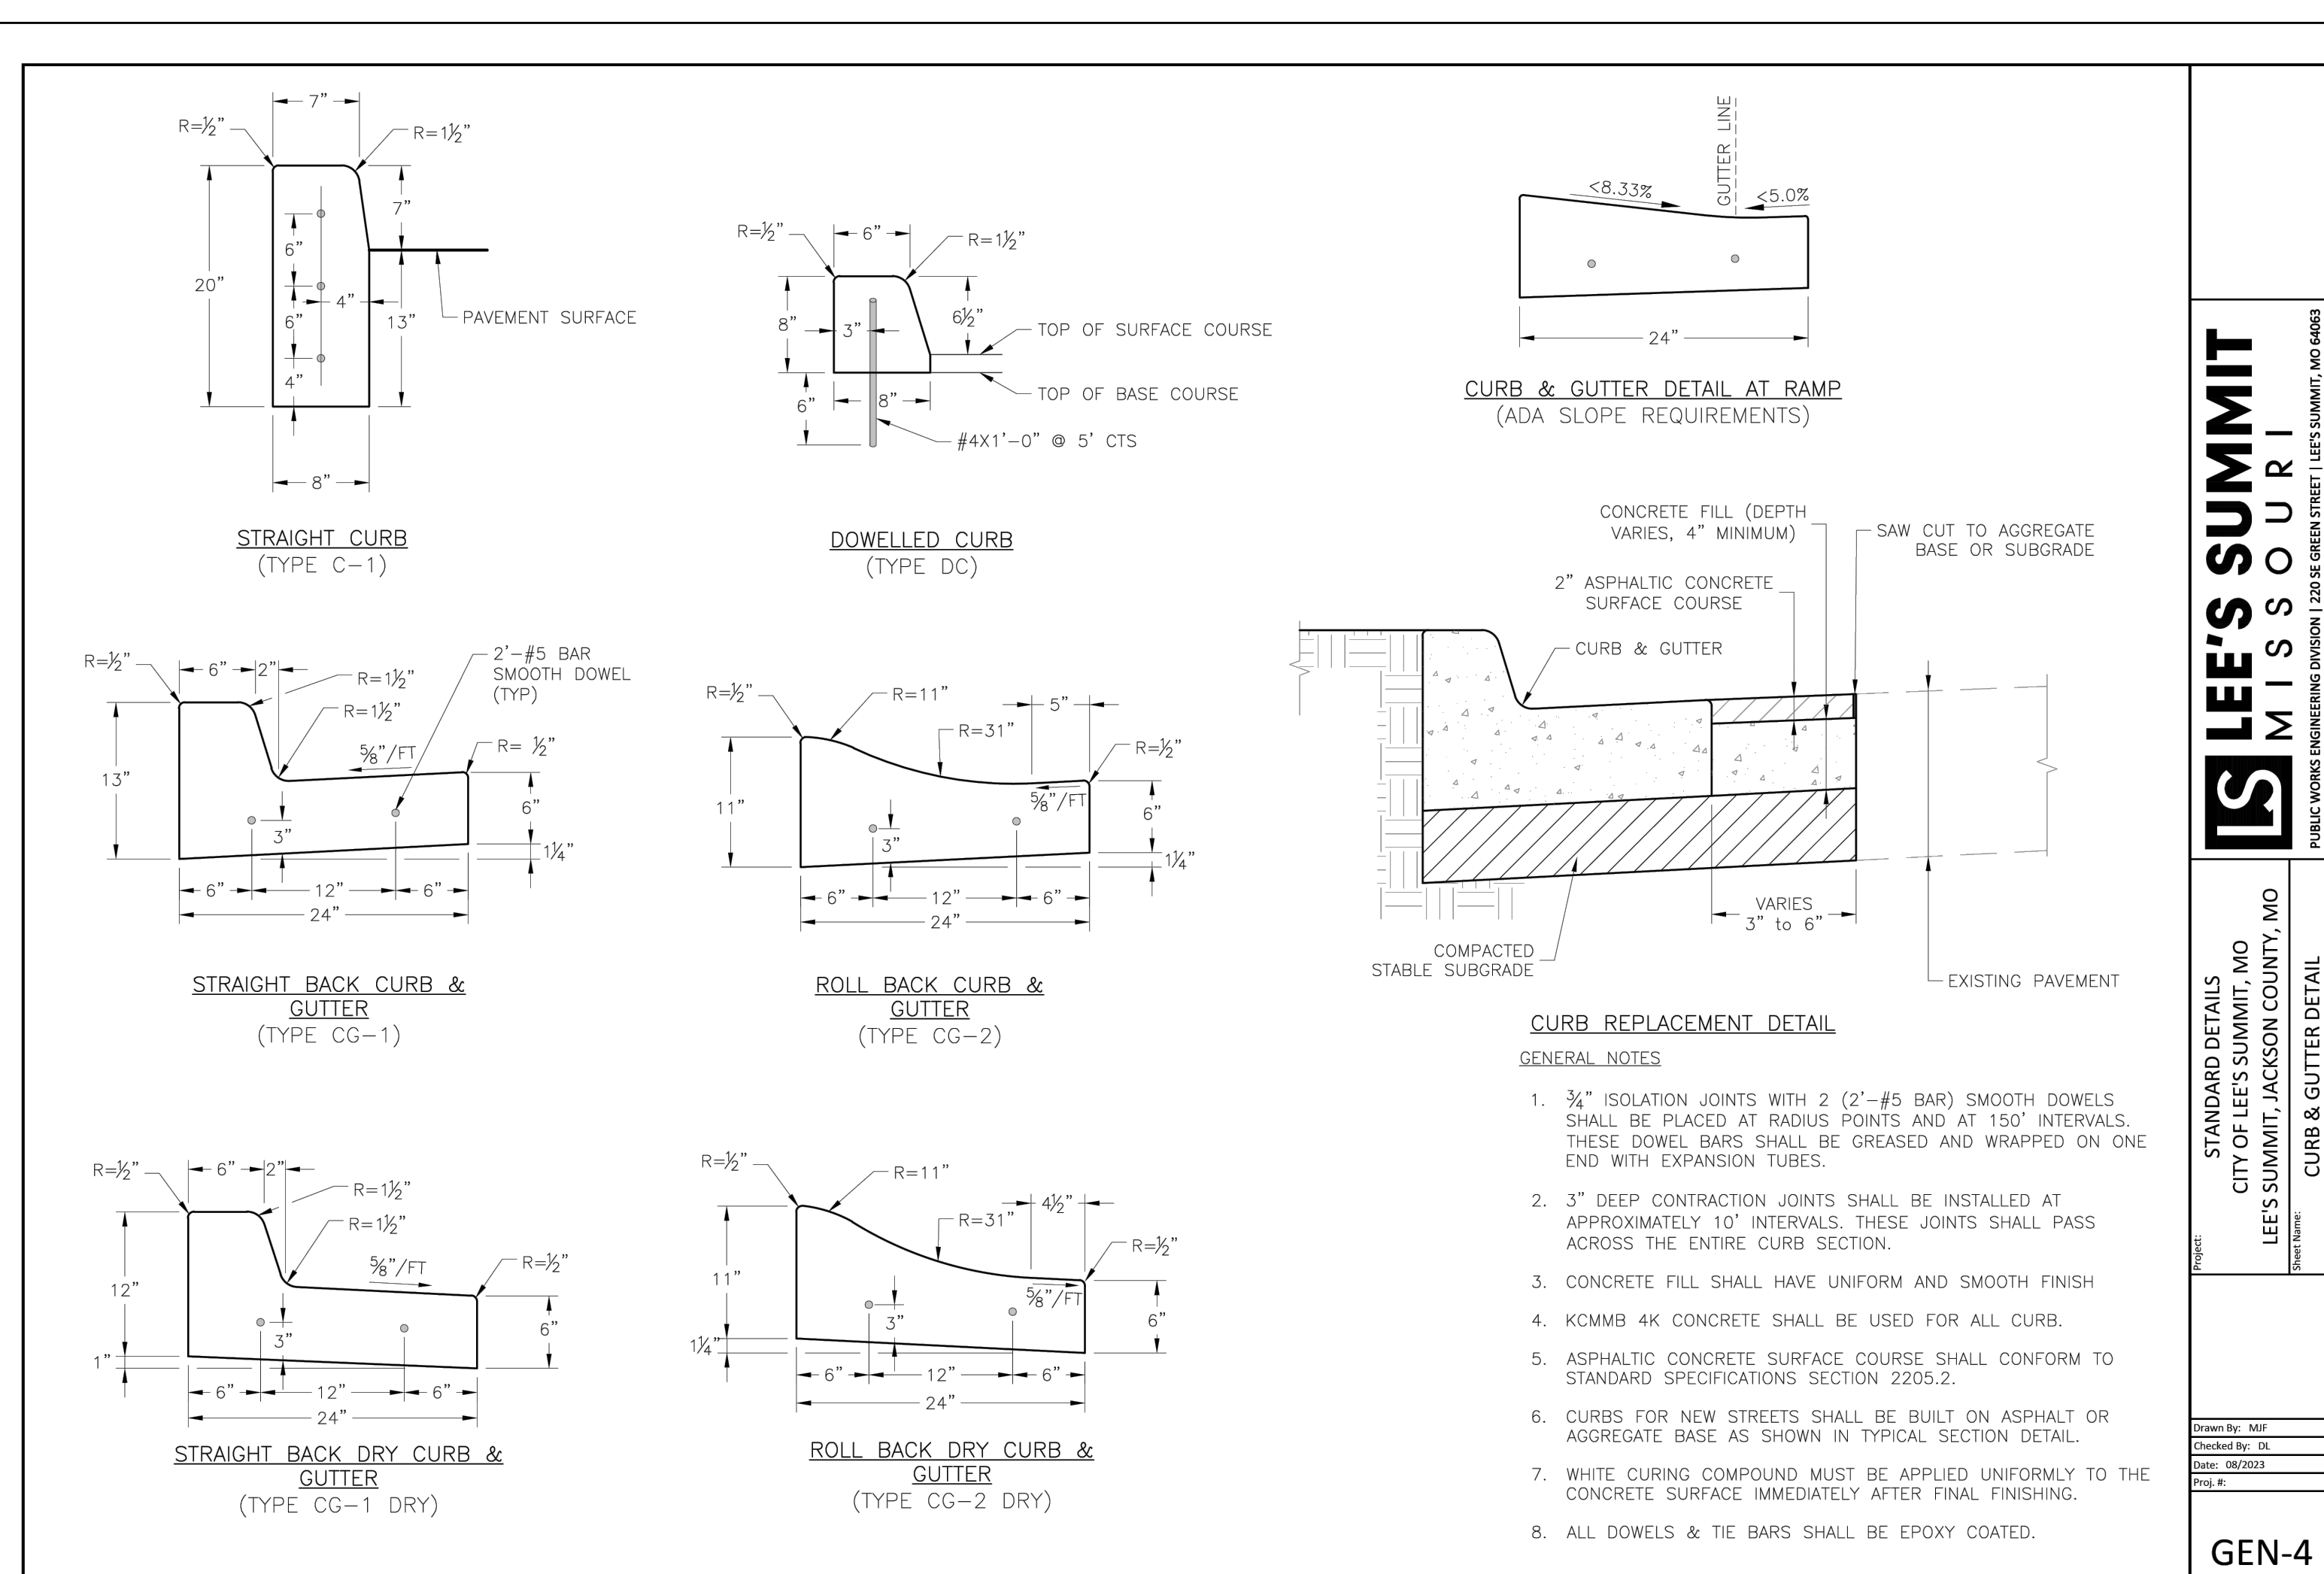 7"
R=½"
R=1½"
7"
6"
20"
4"
6"
13"
4"
8"
PAVEMENT SURFACE
STRAIGHT CURB
(TYPE C-1)
R=½"
6"
R=1½"
8"
3"
6½"
TOP OF SURFACE COURSE
TOP OF BASE COURSE
6"
8"
#4X1'-0" @ 5' CTS
DOWELLED CURB
(TYPE DC)
GUTTER LINE
<8.33%
<5.0%
24"
CURB & GUTTER DETAIL AT RAMP
(ADA SLOPE REQUIREMENTS)
R=½"
6"
2"
R=1½"
R=1½"
2'-#5 BAR
SMOOTH DOWEL
(TYP)
⅝"/FT
R= ½"
13"
3"
6"
1¼"
6"
12"
6"
24"
STRAIGHT BACK CURB &
GUTTER
(TYPE CG-1)
R=½"
R=11"
R=31"
5"
R=½"
⅝"/FT
11"
3"
6"
1¼"
6"
12"
6"
24"
ROLL BACK CURB &
GUTTER
(TYPE CG-2)
CONCRETE FILL (DEPTH
VARIES, 4" MINIMUM)
SAW CUT TO AGGREGATE
BASE OR SUBGRADE
2" ASPHALTIC CONCRETE
SURFACE COURSE
CURB & GUTTER
VARIES
3" to 6"
COMPACTED
STABLE SUBGRADE
EXISTING PAVEMENT
CURB REPLACEMENT DETAIL
R=½"
6"
2"
R=1½"
R=1½"
⅝"/FT
R=½"
12"
3"
6"
1"
6"
12"
6"
24"
STRAIGHT BACK DRY CURB &
GUTTER
(TYPE CG-1 DRY)
R=½"
R=11"
R=31"
4½"
R=½"
⅝"/FT
11"
3"
6"
1¼"
6"
12"
6"
24"
ROLL BACK DRY CURB &
GUTTER
(TYPE CG-2 DRY)
GENERAL NOTES
1. ¾" ISOLATION JOINTS WITH 2 (2'-#5 BAR) SMOOTH DOWELS
SHALL BE PLACED AT RADIUS POINTS AND AT 150' INTERVALS.
THESE DOWEL BARS SHALL BE GREASED AND WRAPPED ON ONE
END WITH EXPANSION TUBES.
2. 3" DEEP CONTRACTION JOINTS SHALL BE INSTALLED AT
APPROXIMATELY 10' INTERVALS. THESE JOINTS SHALL PASS
ACROSS THE ENTIRE CURB SECTION.
3. CONCRETE FILL SHALL HAVE UNIFORM AND SMOOTH FINISH
4. KCMMB 4K CONCRETE SHALL BE USED FOR ALL CURB.
5. ASPHALTIC CONCRETE SURFACE COURSE SHALL CONFORM TO
STANDARD SPECIFICATIONS SECTION 2205.2.
6. CURBS FOR NEW STREETS SHALL BE BUILT ON ASPHALT OR
AGGREGATE BASE AS SHOWN IN TYPICAL SECTION DETAIL.
7. WHITE CURING COMPOUND MUST BE APPLIED UNIFORMLY TO THE
CONCRETE SURFACE IMMEDIATELY AFTER FINAL FINISHING.
8. ALL DOWELS & TIE BARS SHALL BE EPOXY COATED.
LS
LEE'S SUMMIT
MISSOURI
PUBLIC WORKS ENGINEERING DIVISION | 220 SE GREEN STREET | LEE'S SUMMIT, MO 64063
Project:
STANDARD DETAILS
CITY OF LEE'S SUMMIT, MO
LEE'S SUMMIT, JACKSON COUNTY, MO
Sheet Name:
CURB & GUTTER DETAIL
Drawn By: MJF
Checked By: DL
Date: 08/2023
Proj. #:
GEN-4